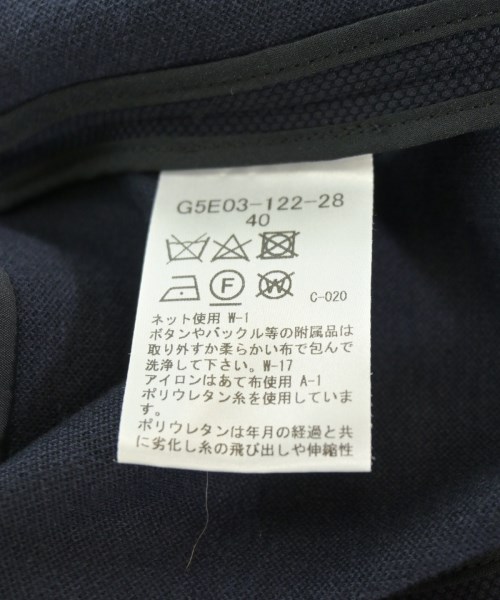 G5E03-122-28
40
F W
C-020
ネット使用 W-1
ボタンやバックル等の附属品は
取り外すか柔らかい布で包んで
洗浄して下さい。W-17
アイロンはあて布使用 A-1
ポリウレタン糸を使用していま
す。
ポリウレタンは年月の経過と共
に劣化し糸の飛び出しや伸縮性